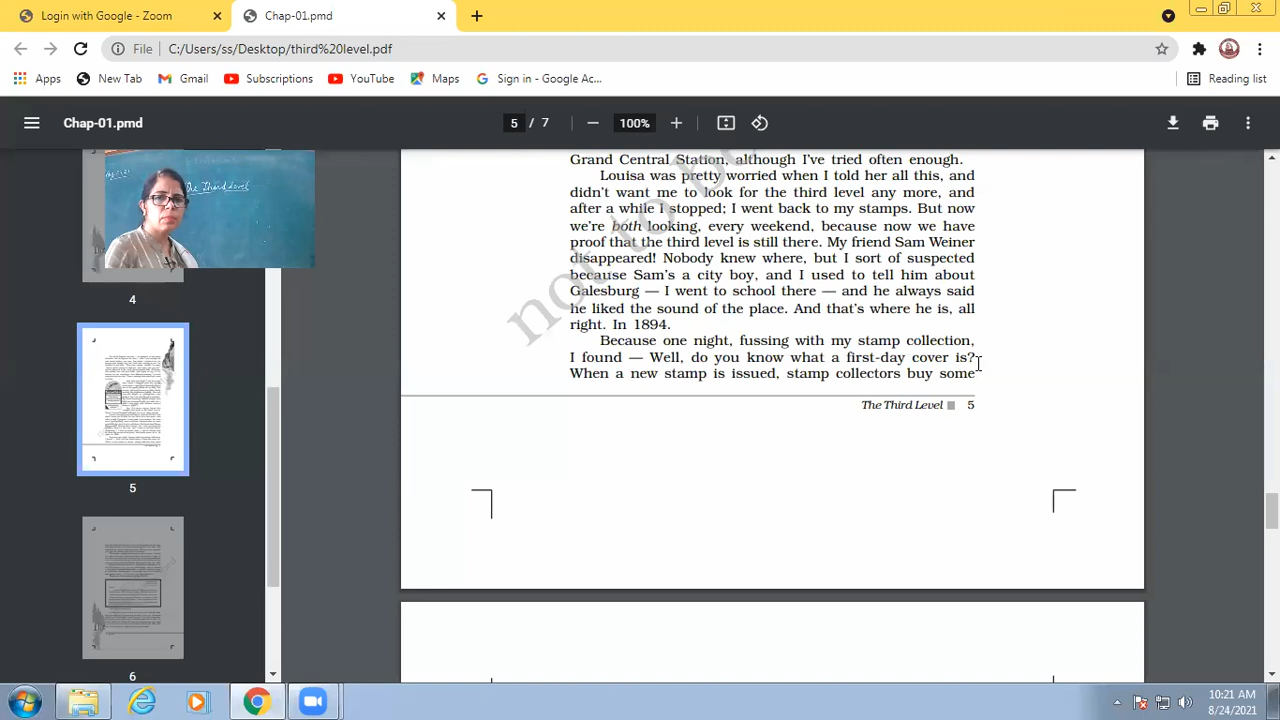 Login with Google - Zoom
Chap-01.pmd
File C:/Users/ss/Desktop/third%20level.pdf
Apps New Tab Gmail Subscriptions YouTube Maps Sign in - Google Ac... Reading list
Chap-01.pmd 5 / 7 100%
The Third Level
4
5
6
Grand Central Station, although I've tried often enough.
Louisa was pretty worried when I told her all this, and
didn't want me to look for the third level any more, and
after a while I stopped; I went back to my stamps. But now
we're both looking, every weekend, because now we have
proof that the third level is still there. My friend Sam Weiner
disappeared! Nobody knew where, but I sort of suspected
because Sam's a city boy, and I used to tell him about
Galesburg — I went to school there — and he always said
he liked the sound of the place. And that's where he is, all
right. In 1894.
Because one night, fussing with my stamp collection,
I found — Well, do you know what a first-day cover is?
When a new stamp is issued, stamp collectors buy some
The Third Level 5
not to be
10:21 AM
8/24/2021